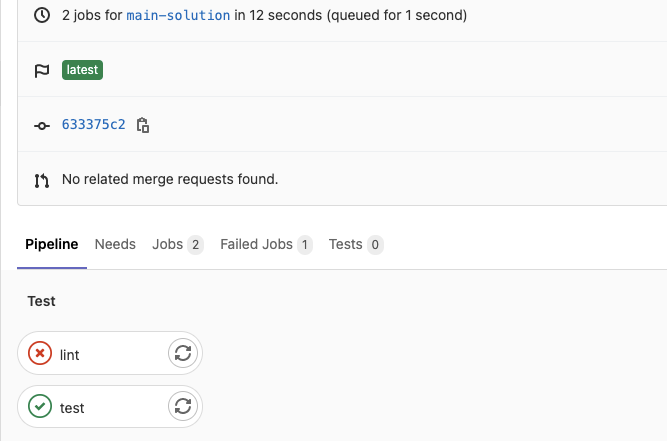 2 jobs for main-solution in 12 seconds (queued for 1 second)
latest
633375c2
No related merge requests found.
Pipeline Needs Jobs 2 Failed Jobs 1 Tests 0
Test
lint
test